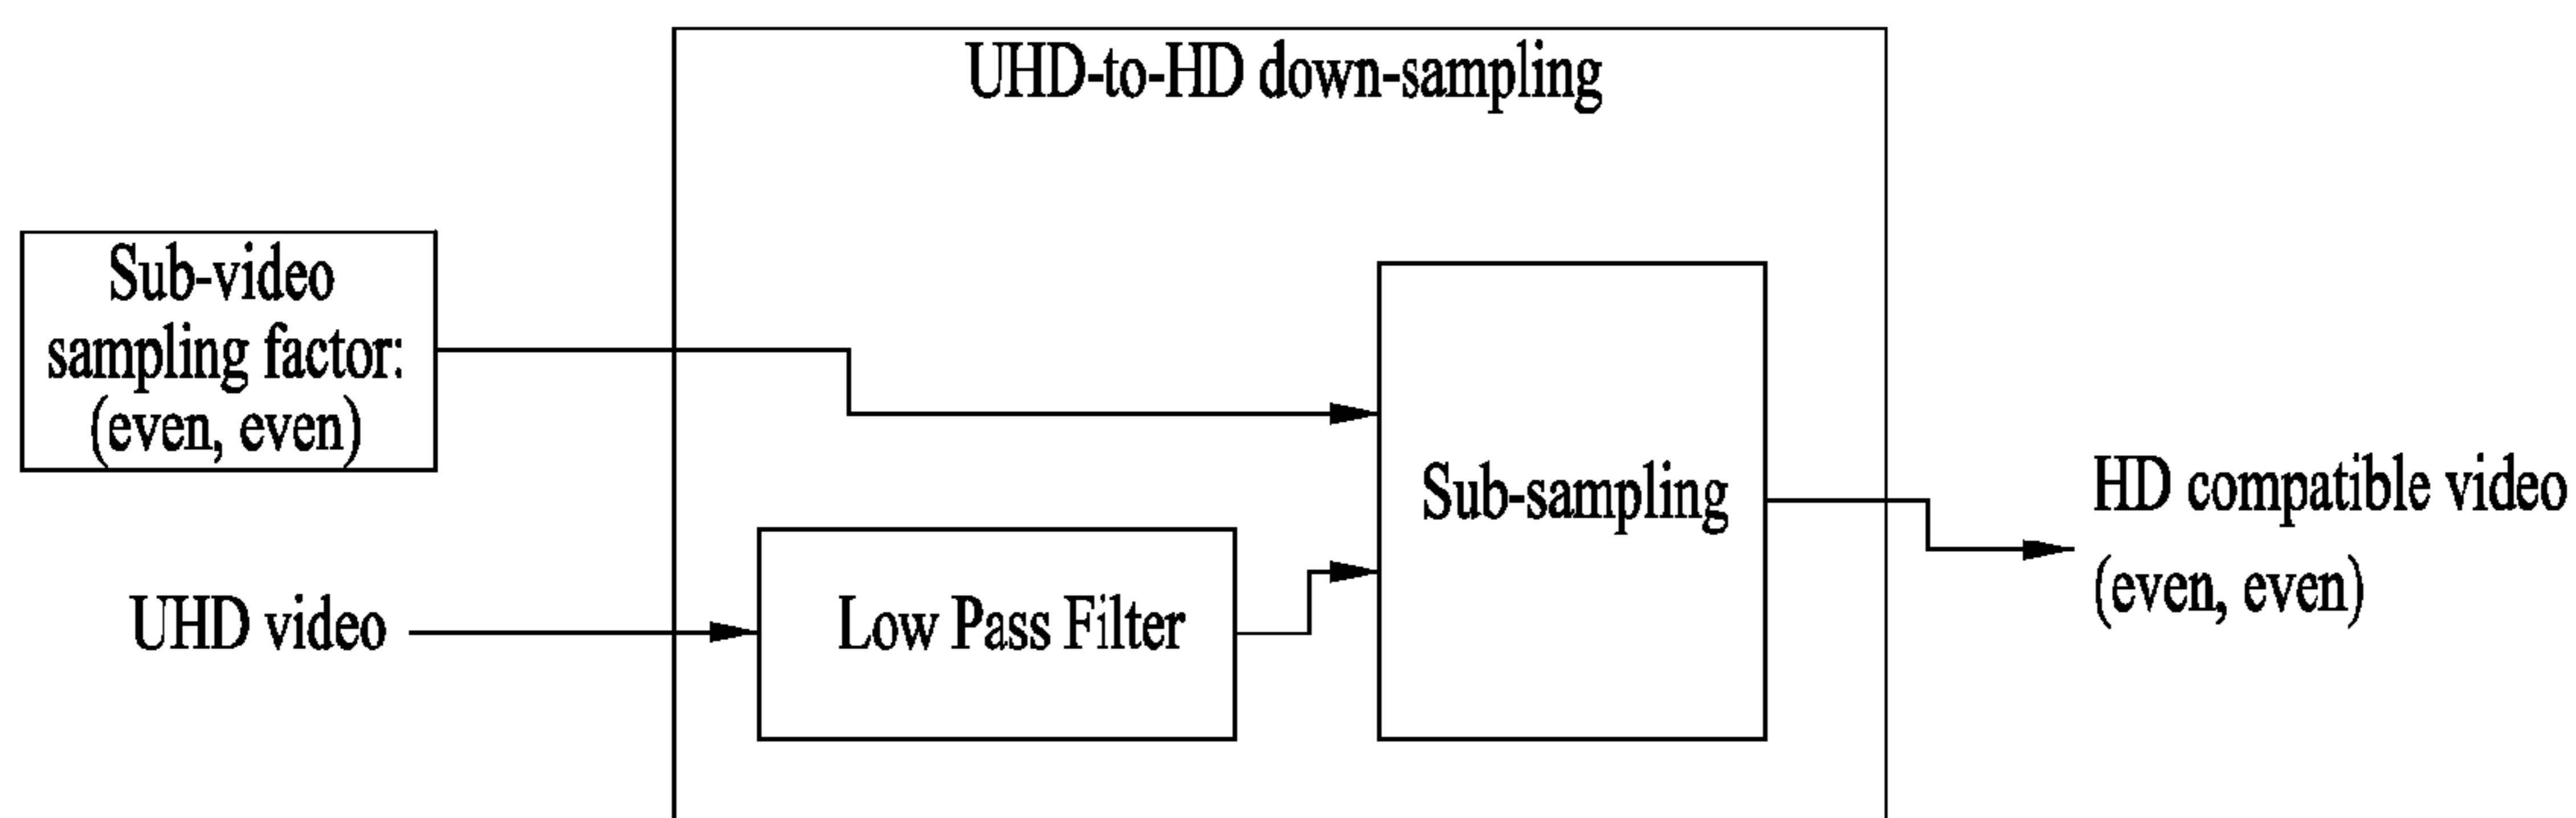 UHD-to-HD down-sampling
Sub-video
sampling factor:
(even, even)
Sub-sampling
HD compatible video
(even, even)
UHD video
Low Pass Filter